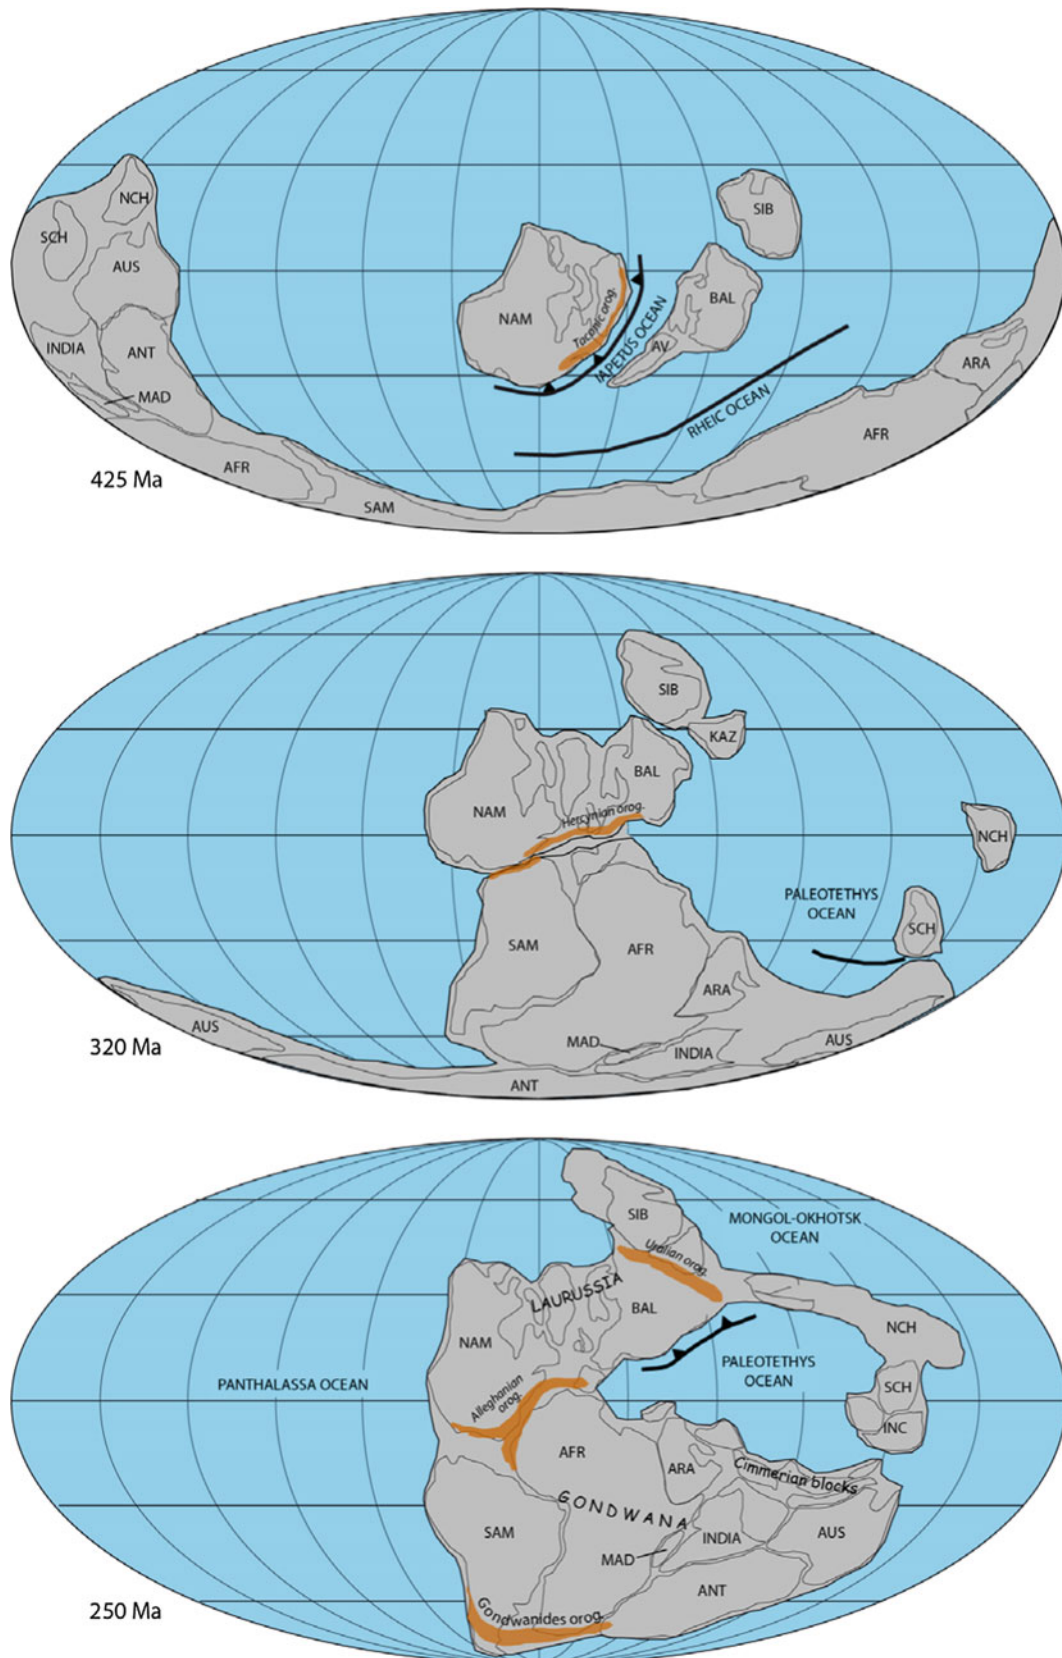 NCH
SCH
AUS
INDIA
ANT
MAD
AFR
SAM
NAM
Taconic orog.
IAPETUS OCEAN
AV
BAL
SIB
RHEIC OCEAN
ARA
AFR
425 Ma
SIB
KAZ
BAL
NAM
Hercynian orog.
NCH
PALEOTETHYS
OCEAN
SCH
SAM
AFR
ARA
AUS
MAD
INDIA
AUS
ANT
320 Ma
SIB
MONGOL-OKHOTSK
OCEAN
Uralian orog.
LAURUSSIA
BAL
NAM
NCH
PALEOTETHYS
OCEAN
PANTHALASSA OCEAN
SCH
Alleghanian
orog.
INC
AFR
ARA
Cimmerian blocks
GONDWANA
SAM
INDIA
AUS
MAD
ANT
Gondwanides orog.
250 Ma